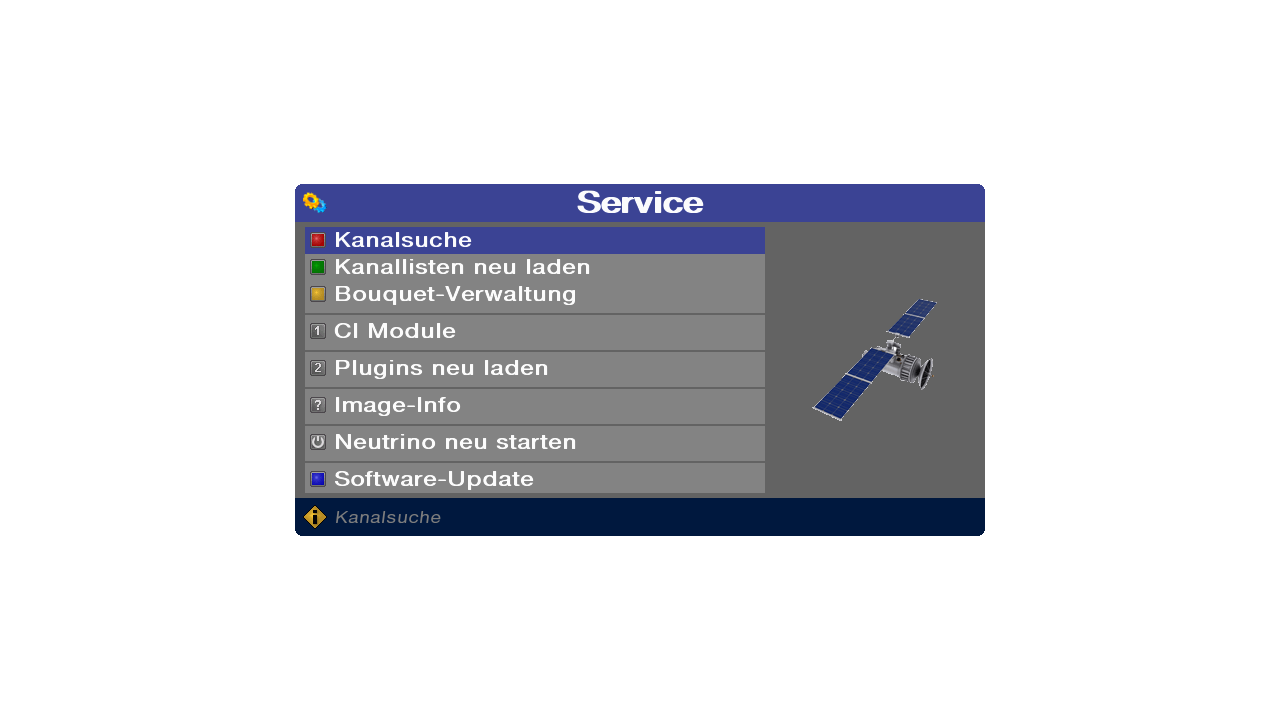 Service
Kanalsuche
Kanallisten neu laden
Bouquet-Verwaltung
1 CI Module
2 Plugins neu laden
? Image-Info
Neutrino neu starten
Software-Update
Kanalsuche